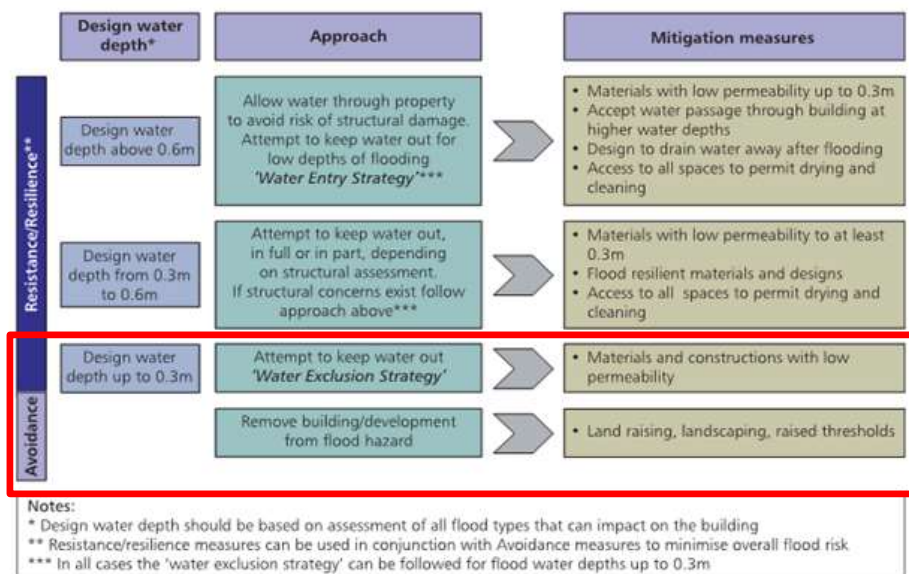 Design water
depth*
Approach
Mitigation measures
Resistance/Resilience**
Design water
depth above 0.6m
Allow water through property
to avoid risk of structural damage.
Attempt to keep water out for
low depths of flooding
'Water Entry Strategy'***
• Materials with low permeability up to 0.3m
• Accept water passage through building at
higher water depths
• Design to drain water away after flooding
• Access to all spaces to permit drying and
cleaning
Design water
depth from 0.3m
to 0.6m
Attempt to keep water out,
in full or in part, depending
on structural assessment.
If structural concerns exist follow
approach above***
• Materials with low permeability to at least
0.3m
• Flood resilient materials and designs
• Access to all spaces to permit drying and
cleaning
Design water
depth up to 0.3m
Attempt to keep water out
'Water Exclusion Strategy'
• Materials and constructions with low
permeability
Avoidance
Remove building/development
from flood hazard
• Land raising, landscaping, raised thresholds
Notes:
* Design water depth should be based on assessment of all flood types that can impact on the building
** Resistance/resilience measures can be used in conjunction with Avoidance measures to minimise overall flood risk
*** In all cases the 'water exclusion strategy' can be followed for flood water depths up to 0.3m